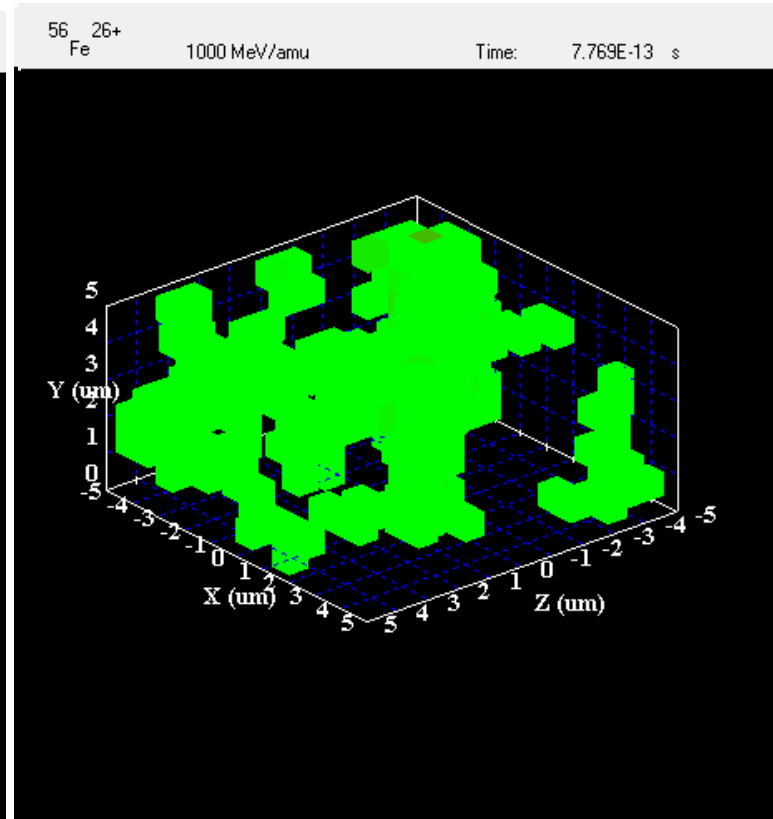 56 26+
Fe
1000 MeV/amu Time: 7.769E-13 s
5
4
3
Y (um)
2
1
0
-5 -4 -3 -2 -1 0 1 2 3 4 5
X (um)
5 4 3 2 1 0 -1 -2 -3 -4 -5
Z (um)